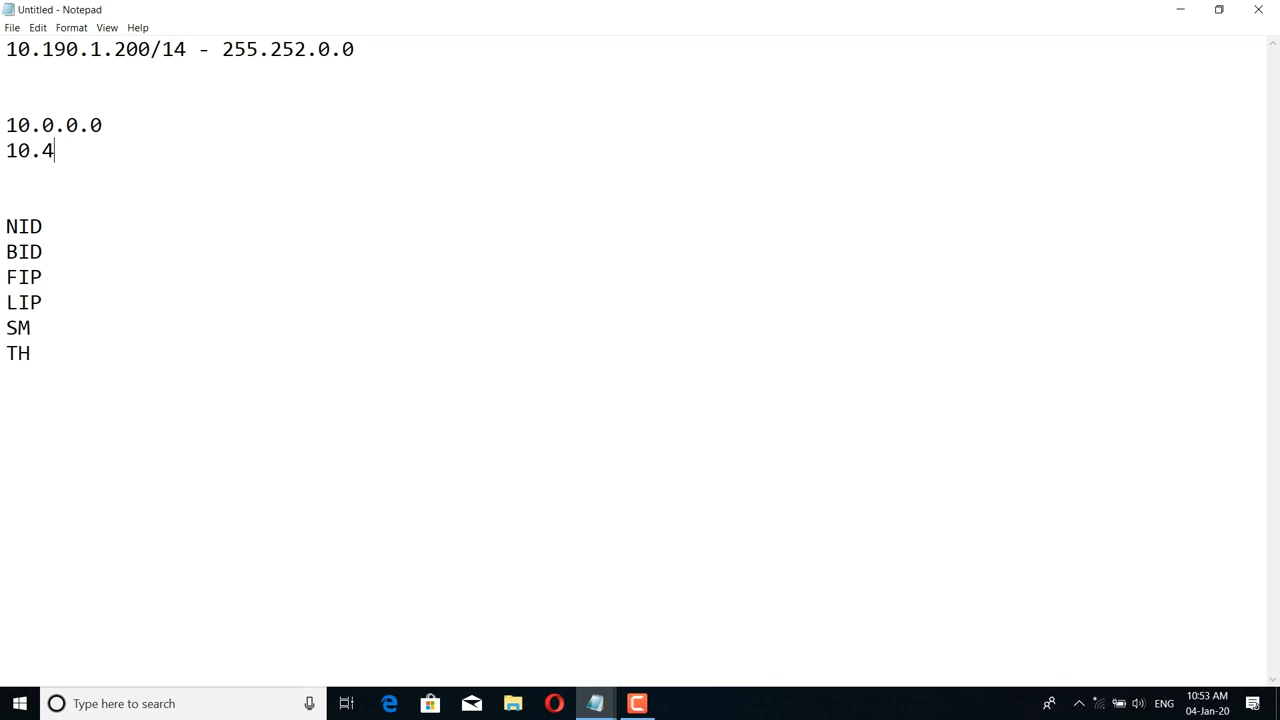 Untitled - Notepad
File Edit Format View Help
10.190.1.200/14 - 255.252.0.0
10.0.0.0
10.4
NID
BID
FIP
LIP
SM
TH
Type here to search
ENG
10:53 AM
04-Jan-20